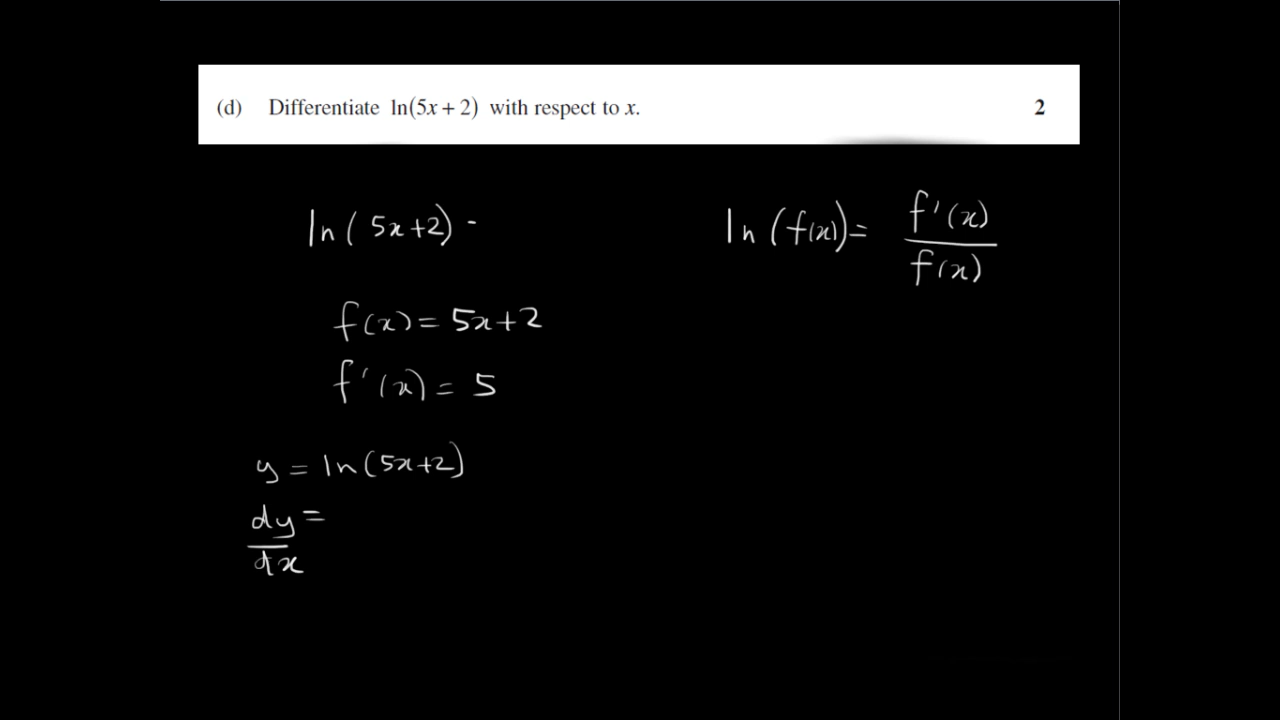 (d) Differentiate ln(5x + 2) with respect to x. 2
ln( 5x+2) -
ln (f(x))= f'(x)
f(x)
f(x) = 5x+2
f'(x) = 5
y = ln(5x+2)
dy =
dx